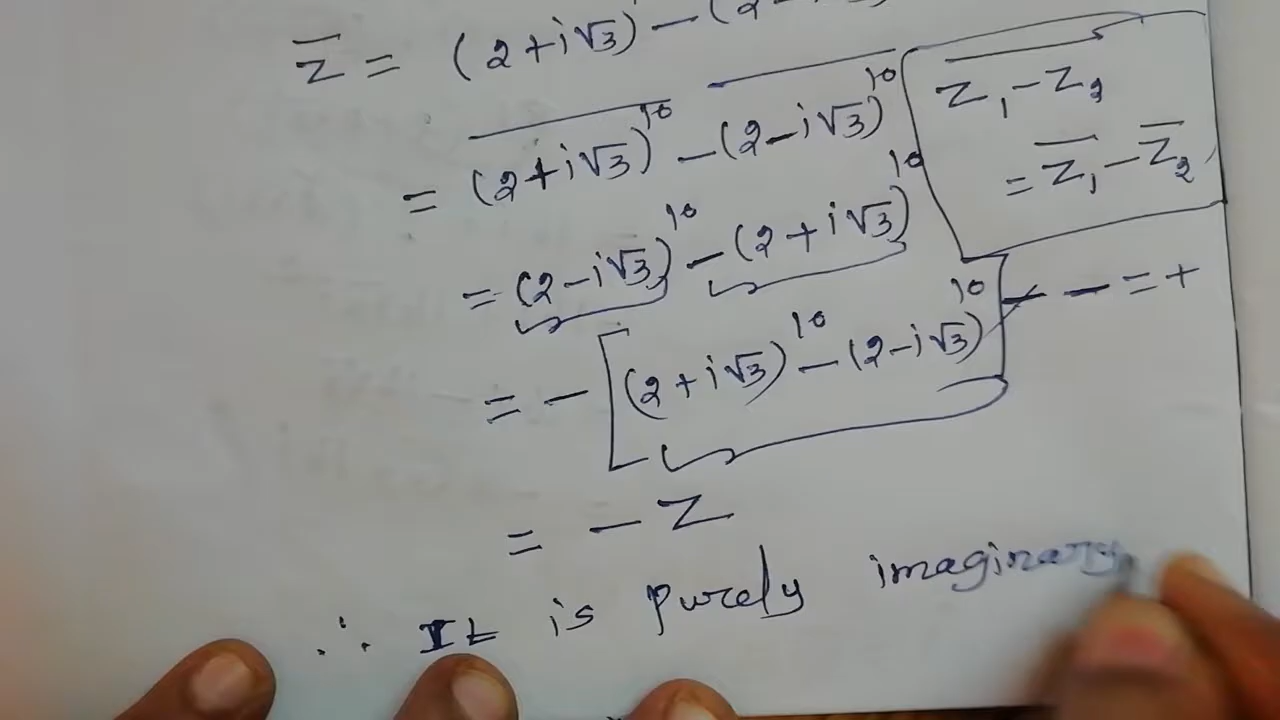 z̅ = (2+i√3) − (2
= (2+i√3)¹⁰ − (2−i√3)¹⁰
= (2−i√3)¹⁰ − (2+i√3)¹⁰
= − [(2+i√3)¹⁰ − (2−i√3)¹⁰]
= − Z
∴ It is purely imaginary
Z₁ − Z₂
= Z̅₁ − Z̅₂
− − = +